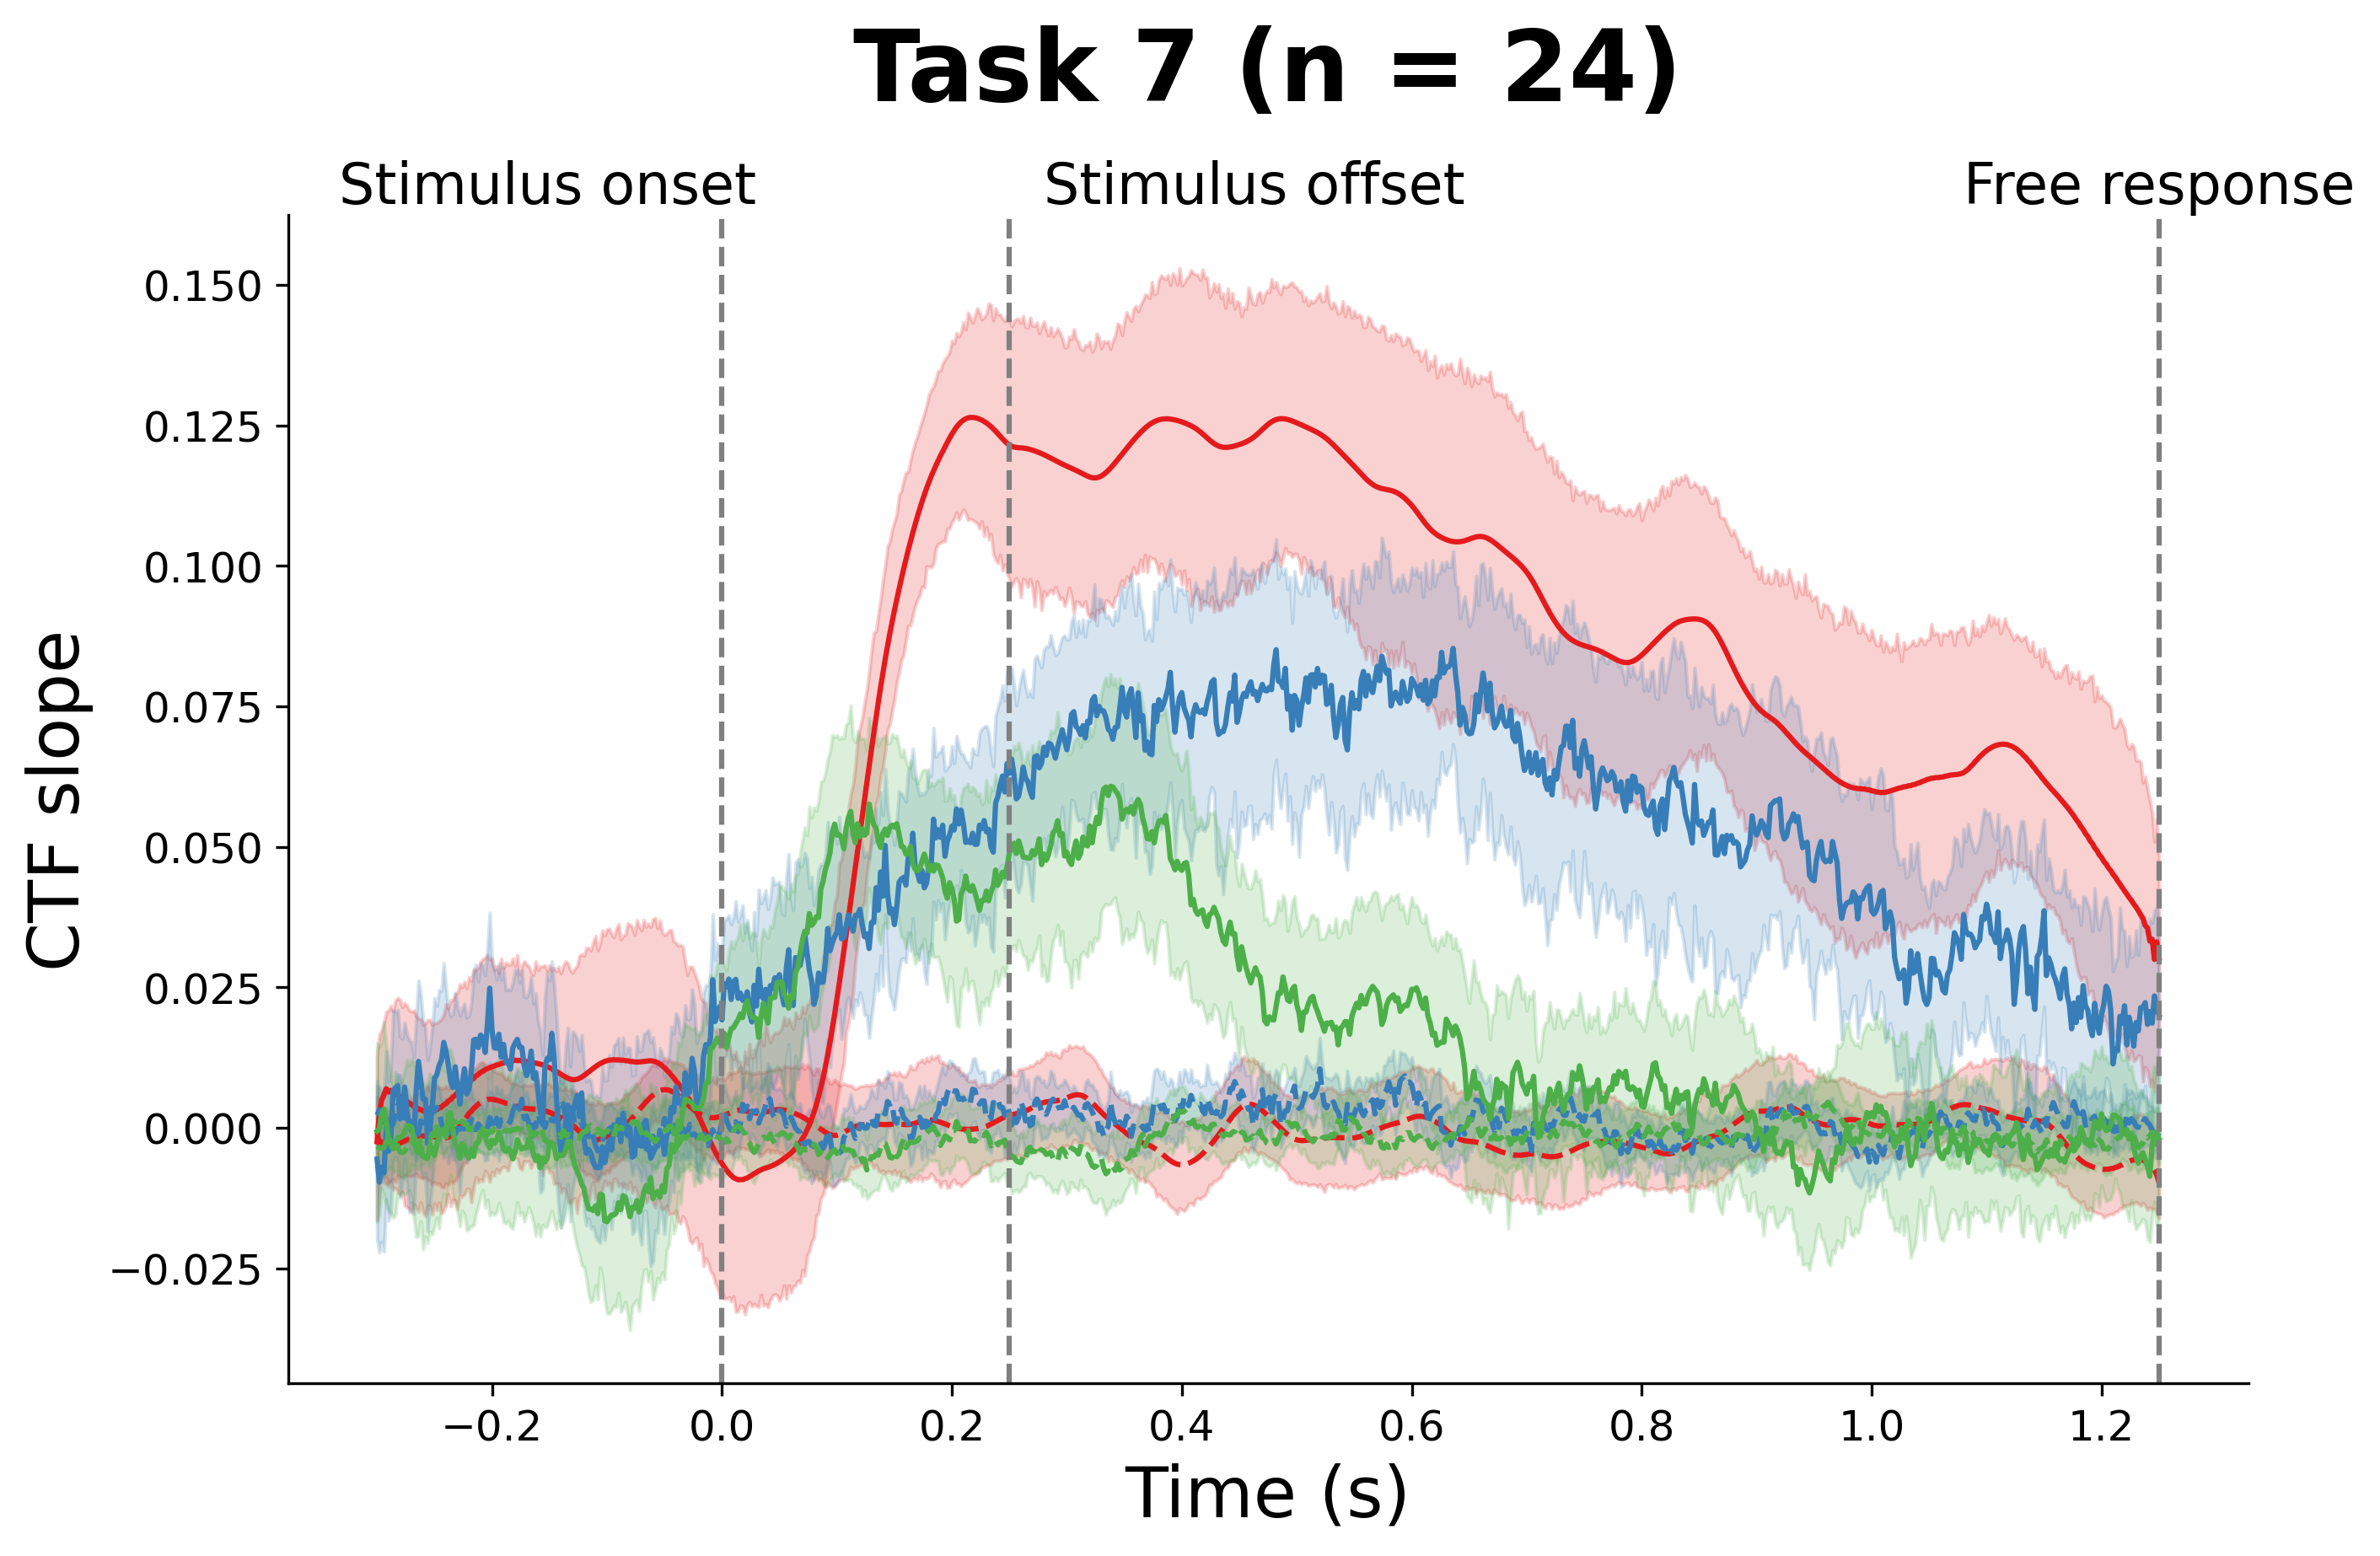 Task 7 (n = 24)
Stimulus onset
Stimulus offset
Free response
CTF slope
0.150
0.125
0.100
0.075
0.050
0.025
0.000
−0.025
−0.2
0.0
0.2
0.4
0.6
0.8
1.0
1.2
Time (s)